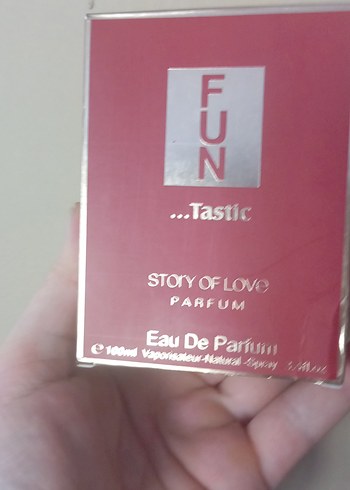 FUN
...Tastic
STORY OF LOVE
PARFUM
Eau De Parfum
e 100ml Vaporisateur-Natural-Spray